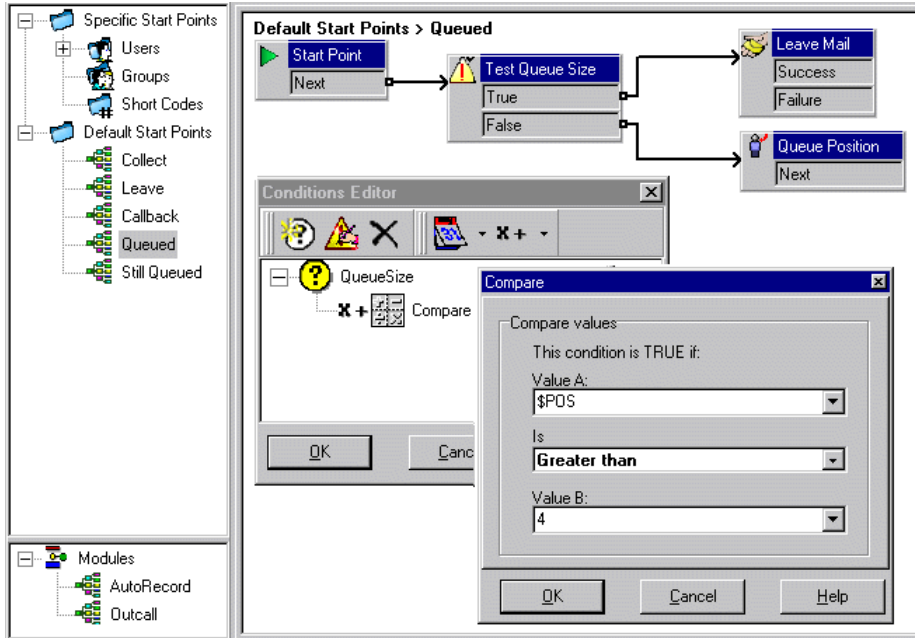 Specific Start Points
Users
Groups
Short Codes
Default Start Points
Collect
Leave
Callback
Queued
Still Queued
Modules
AutoRecord
Outcall
Default Start Points > Queued
Start Point
Next
Test Queue Size
True
False
Leave Mail
Success
Failure
Queue Position
Next
Conditions Editor
x +
QueueSize
x + Compare
OK
Canc
Compare
Compare values
This condition is TRUE if:
Value A:
$POS
Is
Greater than
Value B:
4
OK
Cancel
Help